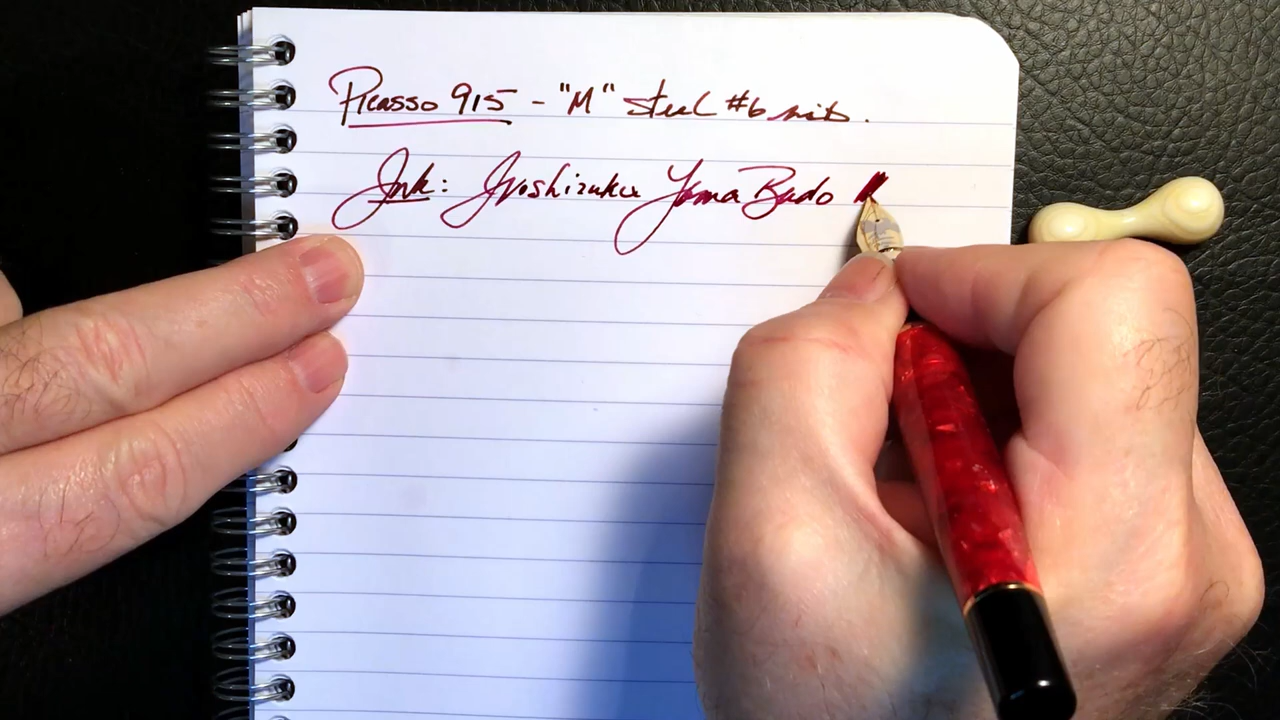 Picasso 915 - "M" Steel #6 nib.
Ink: Iroshizuku Yama Budo